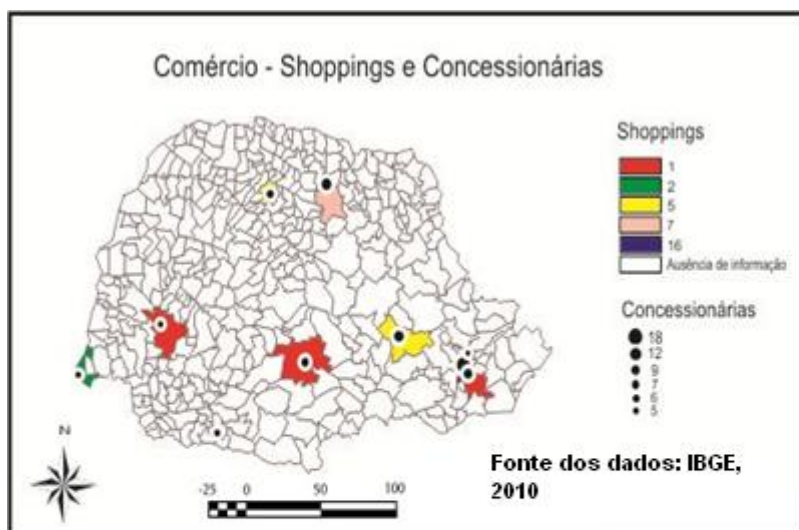 Comércio - Shoppings e Concessionárias
Shoppings
1
2
5
7
16
Ausência de informação
Concessionárias
18
12
9
7
6
5
N
-25 0 50 100
Fonte dos dados: IBGE,
2010